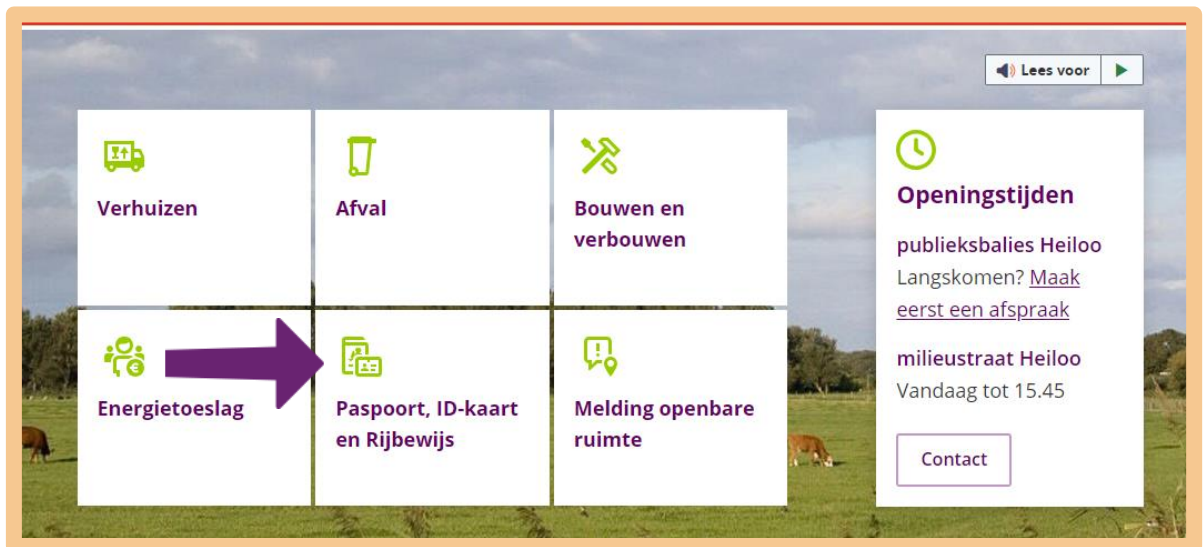 Lees voor
Verhuizen
Afval
Bouwen en
verbouwen
Energietoeslag
Paspoort, ID-kaart
en Rijbewijs
Melding openbare
ruimte
Openingstijden
publieksbalies Heiloo
Langskomen? Maak
eerst een afspraak
milieustraat Heiloo
Vandaag tot 15.45
Contact